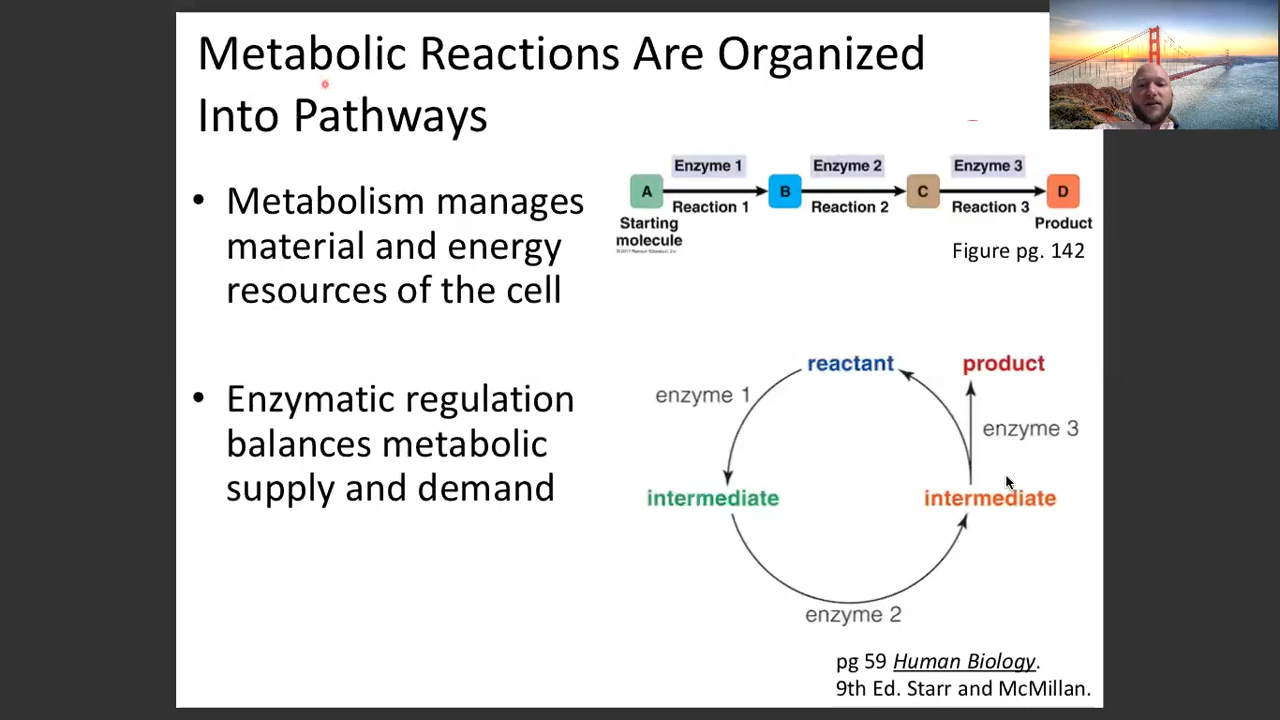 Metabolic Reactions Are Organized
Into Pathways
• Metabolism manages
material and energy
resources of the cell
• Enzymatic regulation
balances metabolic
supply and demand
Enzyme 1 Enzyme 2 Enzyme 3
A B C D
Reaction 1 Reaction 2 Reaction 3
Starting
molecule
Product
Figure pg. 142
reactant product
enzyme 1
enzyme 3
intermediate intermediate
enzyme 2
pg 59 Human Biology.
9th Ed. Starr and McMillan.